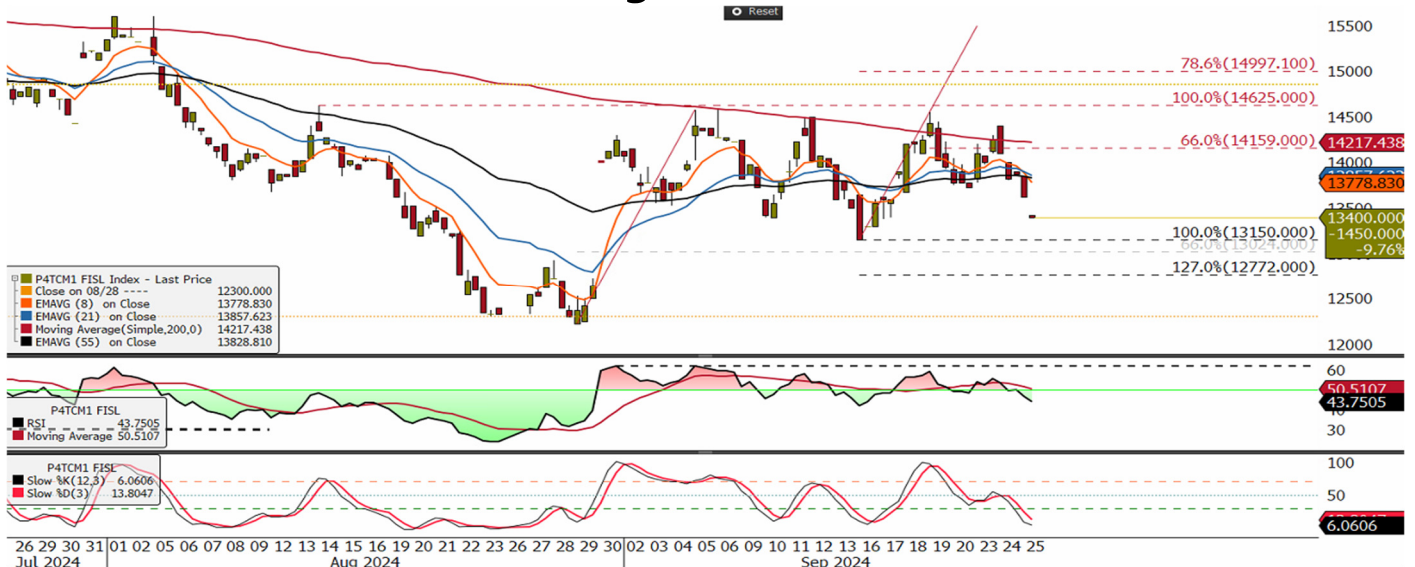 Reset
15500
78.6%(14997.100)
15000
100.0%(14625.000)
14500
66.0%(14159.000)
14217.438
14000
13857.623
13778.830
13500
13400.000
-1450.000
-9.76%
100.0%(13150.000)
66.0%(13024.000)
127.0%(12772.000)
12500
12000
P4TCM1 FISL Index - Last Price
Close on 08/28 ---- 12300.000
EMAVG (8) on Close 13778.830
EMAVG (21) on Close 13857.623
Moving Average(Simple,200,0) 14217.438
EMAVG (55) on Close 13828.810
60
50.5107
43.7505
30
P4TCM1 FISL
RSI 43.7505
Moving Average 50.5107
100
50
6.0606
P4TCM1 FISL
Slow %K(12,3) 6.0606
Slow %D(3) 13.8047
26 29 30 31 01 02 05 06 07 08 09 12 13 14 15 16 19 20 21 22 23 26 27 28 29 30 02 03 04 05 06 09 10 11 12 13 16 17 18 19 20 23 24 25
Jul 2024 Aug 2024 Sep 2024